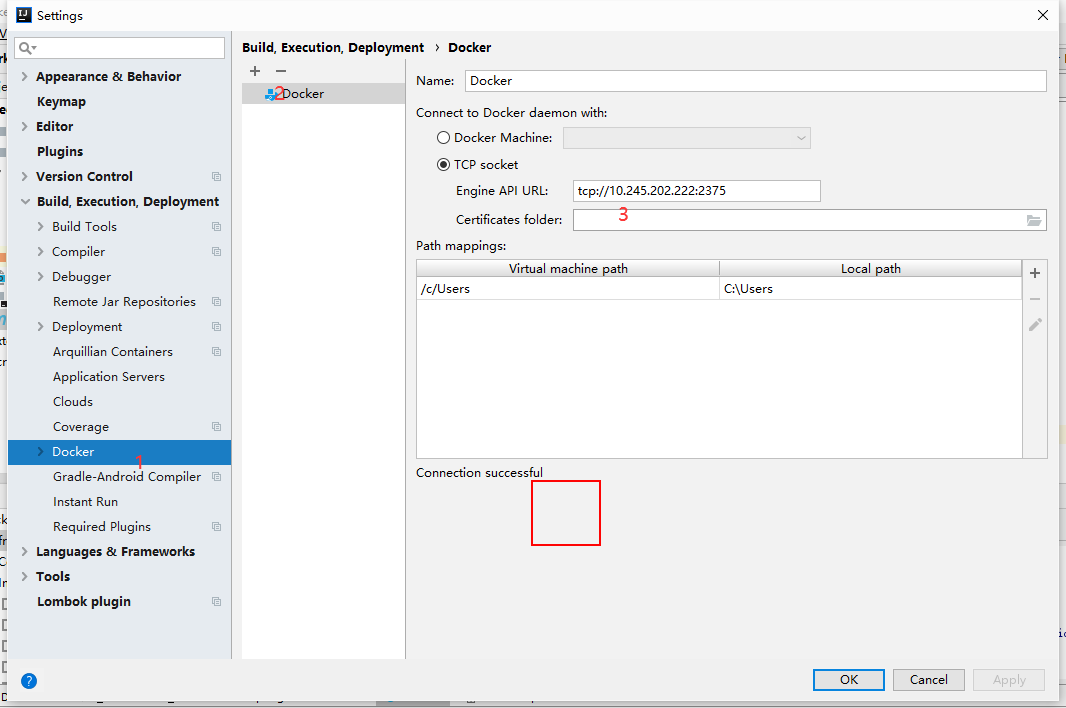 Settings
Appearance & Behavior
Keymap
Editor
Plugins
Version Control
Build, Execution, Deployment
Build Tools
Compiler
Debugger
Remote Jar Repositories
Deployment
Arquillian Containers
Application Servers
Clouds
Coverage
Docker
1
Gradle-Android Compiler
Instant Run
Required Plugins
Languages & Frameworks
Tools
Lombok plugin
?
Build, Execution, Deployment › Docker
2
Docker
Name: Docker
Connect to Docker daemon with:
Docker Machine:
TCP socket
Engine API URL: tcp://10.245.202.222:2375
3
Certificates folder:
Path mappings:
Virtual machine path Local path
/c/Users C:\Users
Connection successful
OK Cancel Apply